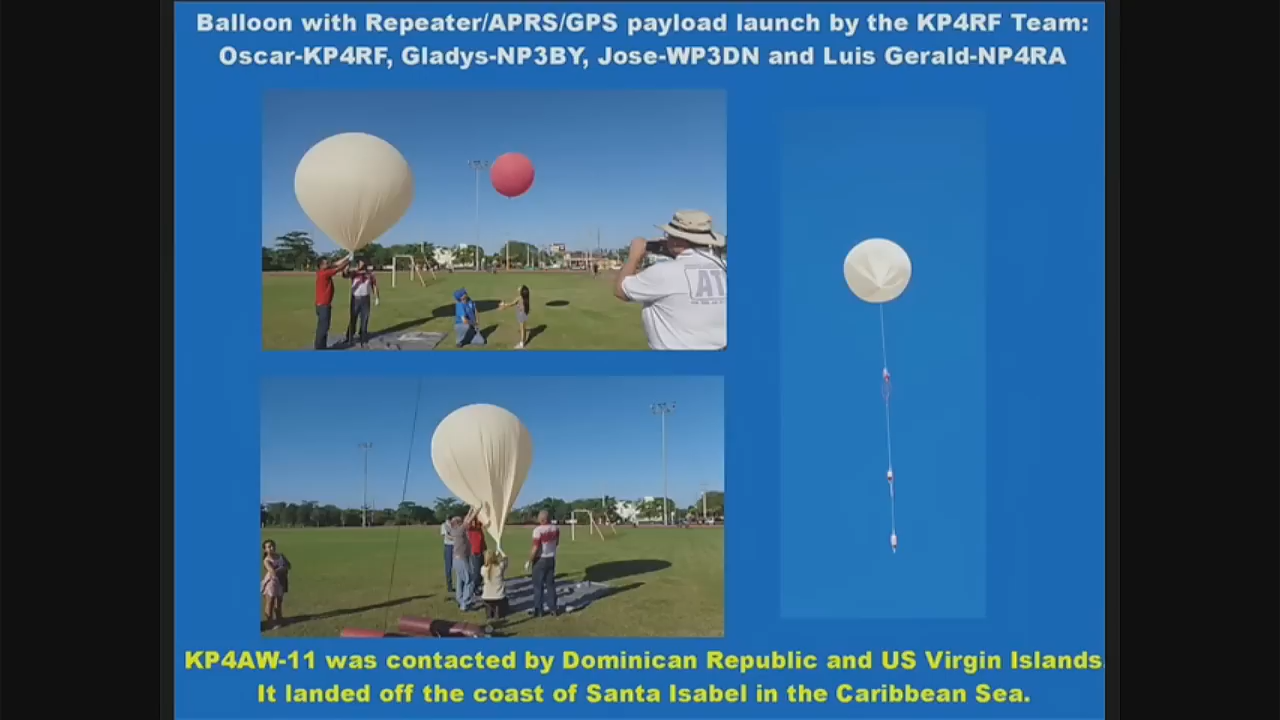 Balloon with Repeater/APRS/GPS payload launch by the KP4RF Team:
Oscar-KP4RF, Gladys-NP3BY, Jose-WP3DN and Luis Gerald-NP4RA
AT
KP4AW-11 was contacted by Dominican Republic and US Virgin Islands.
It landed off the coast of Santa Isabel in the Caribbean Sea.